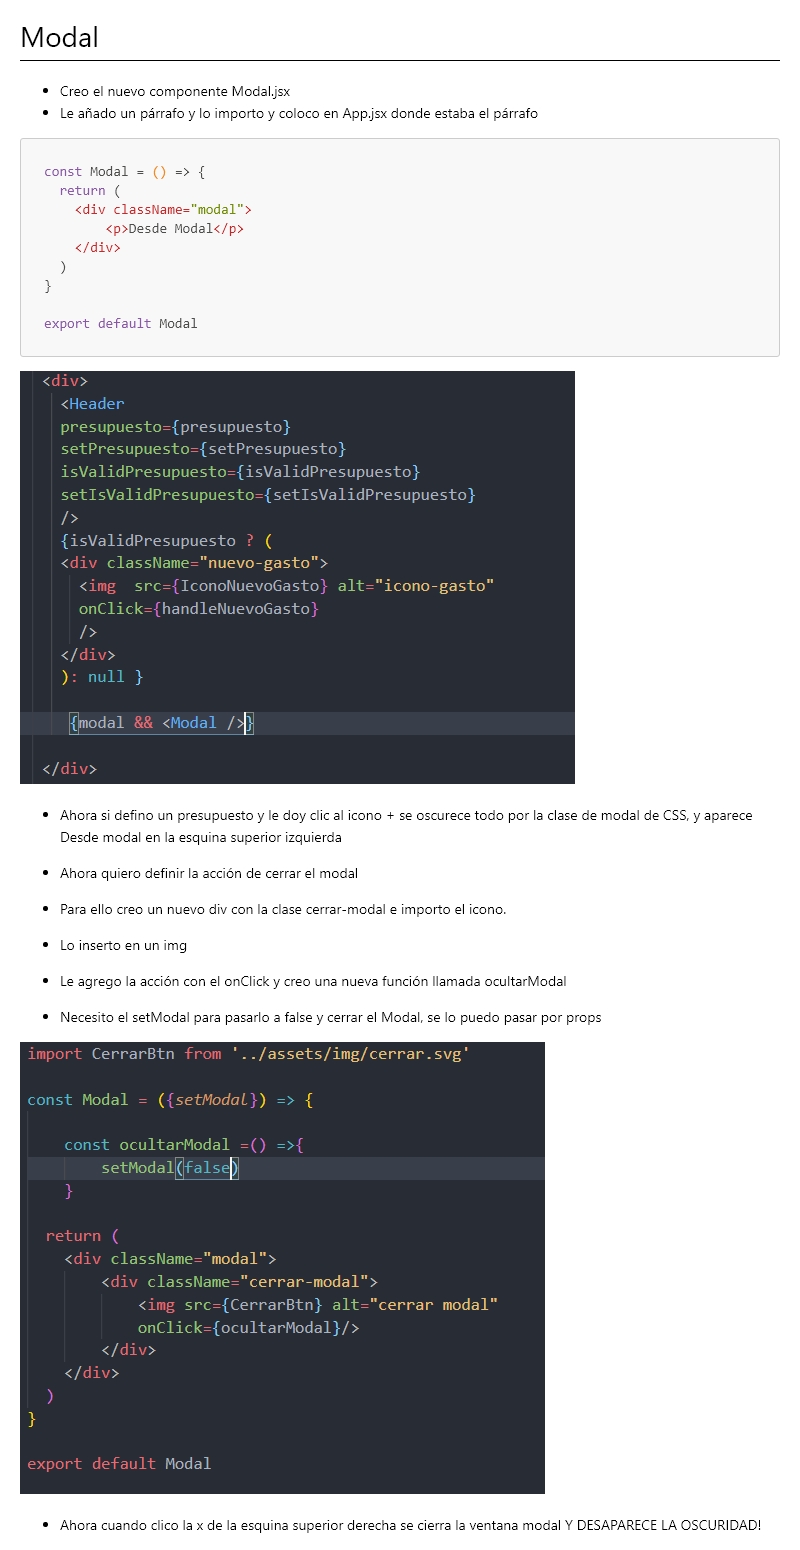 Modal
Creo el nuevo componente Modal.jsx
Le añado un párrafo y lo importo y coloco en App.jsx donde estaba el párrafo
const Modal = () => {
return (
<div className="modal">
<p>Desde Modal</p>
</div>
)
}
export default Modal
<div>
<Header
presupuesto={presupuesto}
setPresupuesto={setPresupuesto}
isValidPresupuesto={isValidPresupuesto}
setIsValidPresupuesto={setIsValidPresupuesto}
/>
{isValidPresupuesto ? (
<div className="nuevo-gasto">
<img  src={IconoNuevoGasto} alt="icono-gasto"
onClick={handleNuevoGasto}
/>
</div>
): null }
{modal && <Modal />}
</div>
Ahora si defino un presupuesto y le doy clic al icono + se oscurece todo por la clase de modal de CSS, y aparece
Desde modal en la esquina superior izquierda
Ahora quiero definir la acción de cerrar el modal
Para ello creo un nuevo div con la clase cerrar-modal e importo el icono.
Lo inserto en un img
Le agrego la acción con el onClick y creo una nueva función llamada ocultarModal
Necesito el setModal para pasarlo a false y cerrar el Modal, se lo puedo pasar por props
import CerrarBtn from '../assets/img/cerrar.svg'
const Modal = ({setModal}) => {
const ocultarModal =() =>{
setModal(false)
}
return (
<div className="modal">
<div className="cerrar-modal">
<img src={CerrarBtn} alt="cerrar modal"
onClick={ocultarModal}/>
</div>
</div>
)
}
export default Modal
Ahora cuando clico la x de la esquina superior derecha se cierra la ventana modal Y DESAPARECE LA OSCURIDAD!